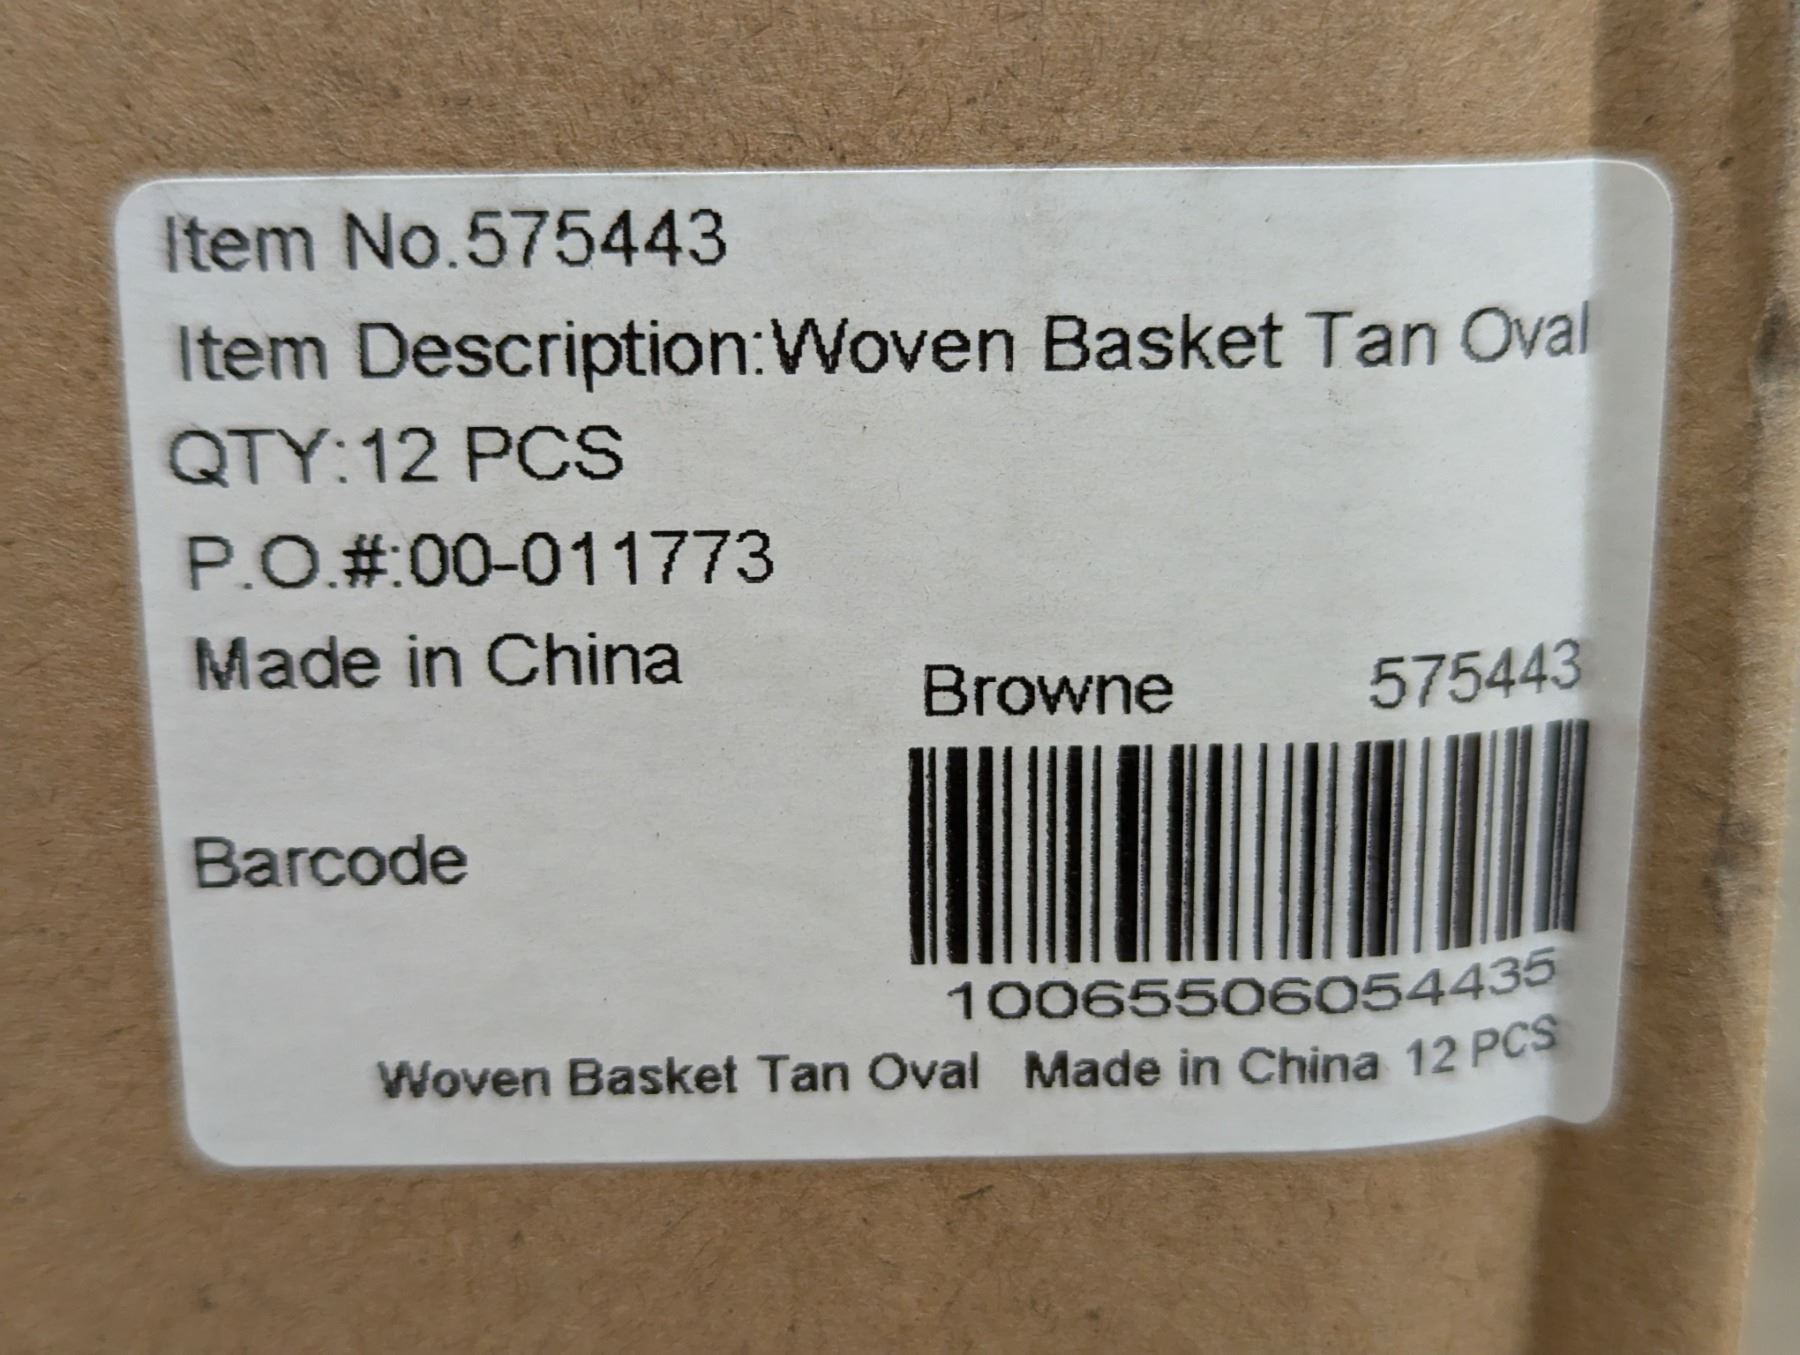 Item No.575443
Item Description:Woven Basket Tan Oval
QTY:12 PCS
P.O.#:00-011773
Made in China
Browne 575443
Barcode
10065506054435
Woven Basket Tan Oval Made in China 12 PCS